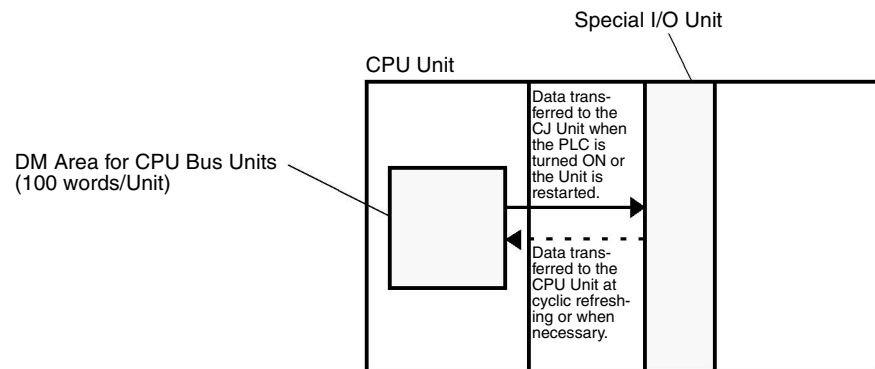 Special I/O Unit
CPU Unit
Data trans-
ferred to the
CJ Unit when
the PLC is
turned ON or
the Unit is
restarted.
DM Area for CPU Bus Units
(100 words/Unit)
Data trans-
ferred to the
CPU Unit at
cyclic refresh-
ing or when
necessary.